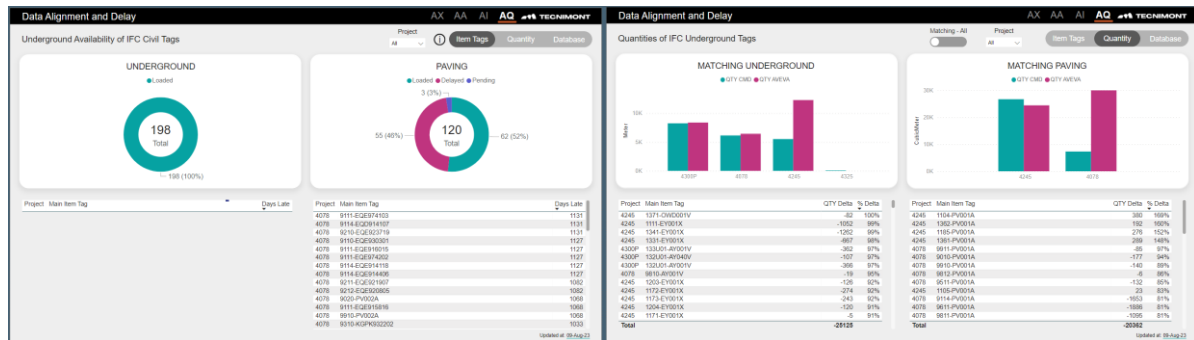 Data Alignment and Delay
AX AA AI AQ TECNIMONT
Underground Availability of IFC Civil Tags
Project
All
Item Tags Quantity Database
UNDERGROUND
Loaded
198
Total
198 (100%)
PAVING
Loaded Delayed Pending
3 (3%)
55 (46%)
120
Total
62 (52%)
Project Main Item Tag Days Late
Project Main Item Tag Days Late
4078 9111-EQE974103 1131
4078 9114-EQD914107 1131
4078 9210-EQE923719 1131
4078 9110-EQE930301 1127
4078 9111-EQE916015 1127
4078 9111-EQE974202 1127
4078 9114-EQE914118 1127
4078 9114-EQE914406 1127
4078 9211-EQE921907 1082
4078 9212-EQE920805 1082
4078 9020-PV002A 1068
4078 9111-EQE915816 1068
4078 9910-PV002A 1068
4078 9310-KGPK932202 1033
Updated at 09-Aug-23
Data Alignment and Delay
AX AA AI AQ TECNIMONT
Quantities of IFC Underground Tags
Matching - All
Project
All
Item Tags Quantity Database
MATCHING UNDERGROUND
QTY CMD QTY AVEVA
Meter
10K
5K
0K
4300P 4078 4245 4325
MATCHING PAVING
QTY CMD QTY AVEVA
CubicMeter
30K
20K
10K
0K
4245 4078
Project Main Item Tag QTY Delta % Delta
4245 1371-OWD001V -82 100%
4245 1111-EY001X -1052 99%
4245 1341-EY001X -1262 99%
4245 1331-EY001X -667 98%
4300P 133U01-AY001V -362 97%
4300P 132U01-AY040V -107 97%
4300P 132U01-AY001V -366 97%
4078 9810-AY001V -19 95%
4245 1203-EY001X -126 92%
4245 1172-EY001X -274 92%
4245 1173-EY001X -243 92%
4245 1204-EY001X -120 91%
4245 1171-EY001X -5 91%
Total -25125
Project Main Item Tag QTY Delta % Delta
4245 1104-PV001A 380 169%
4245 1362-PV001A 192 160%
4245 1185-PV001A 276 152%
4245 1361-PV001A 289 148%
4078 9911-PV001A -85 97%
4078 9010-PV001A -177 94%
4078 9910-PV001A -140 89%
4078 9812-PV001A -6 86%
4078 9511-PV001A -132 85%
4245 1105-PV001A 23 83%
4078 9114-PV001A -1653 81%
4078 9611-PV001A -1886 81%
4078 9811-PV001A -1095 81%
Total -20362
Updated at 09-Aug-23